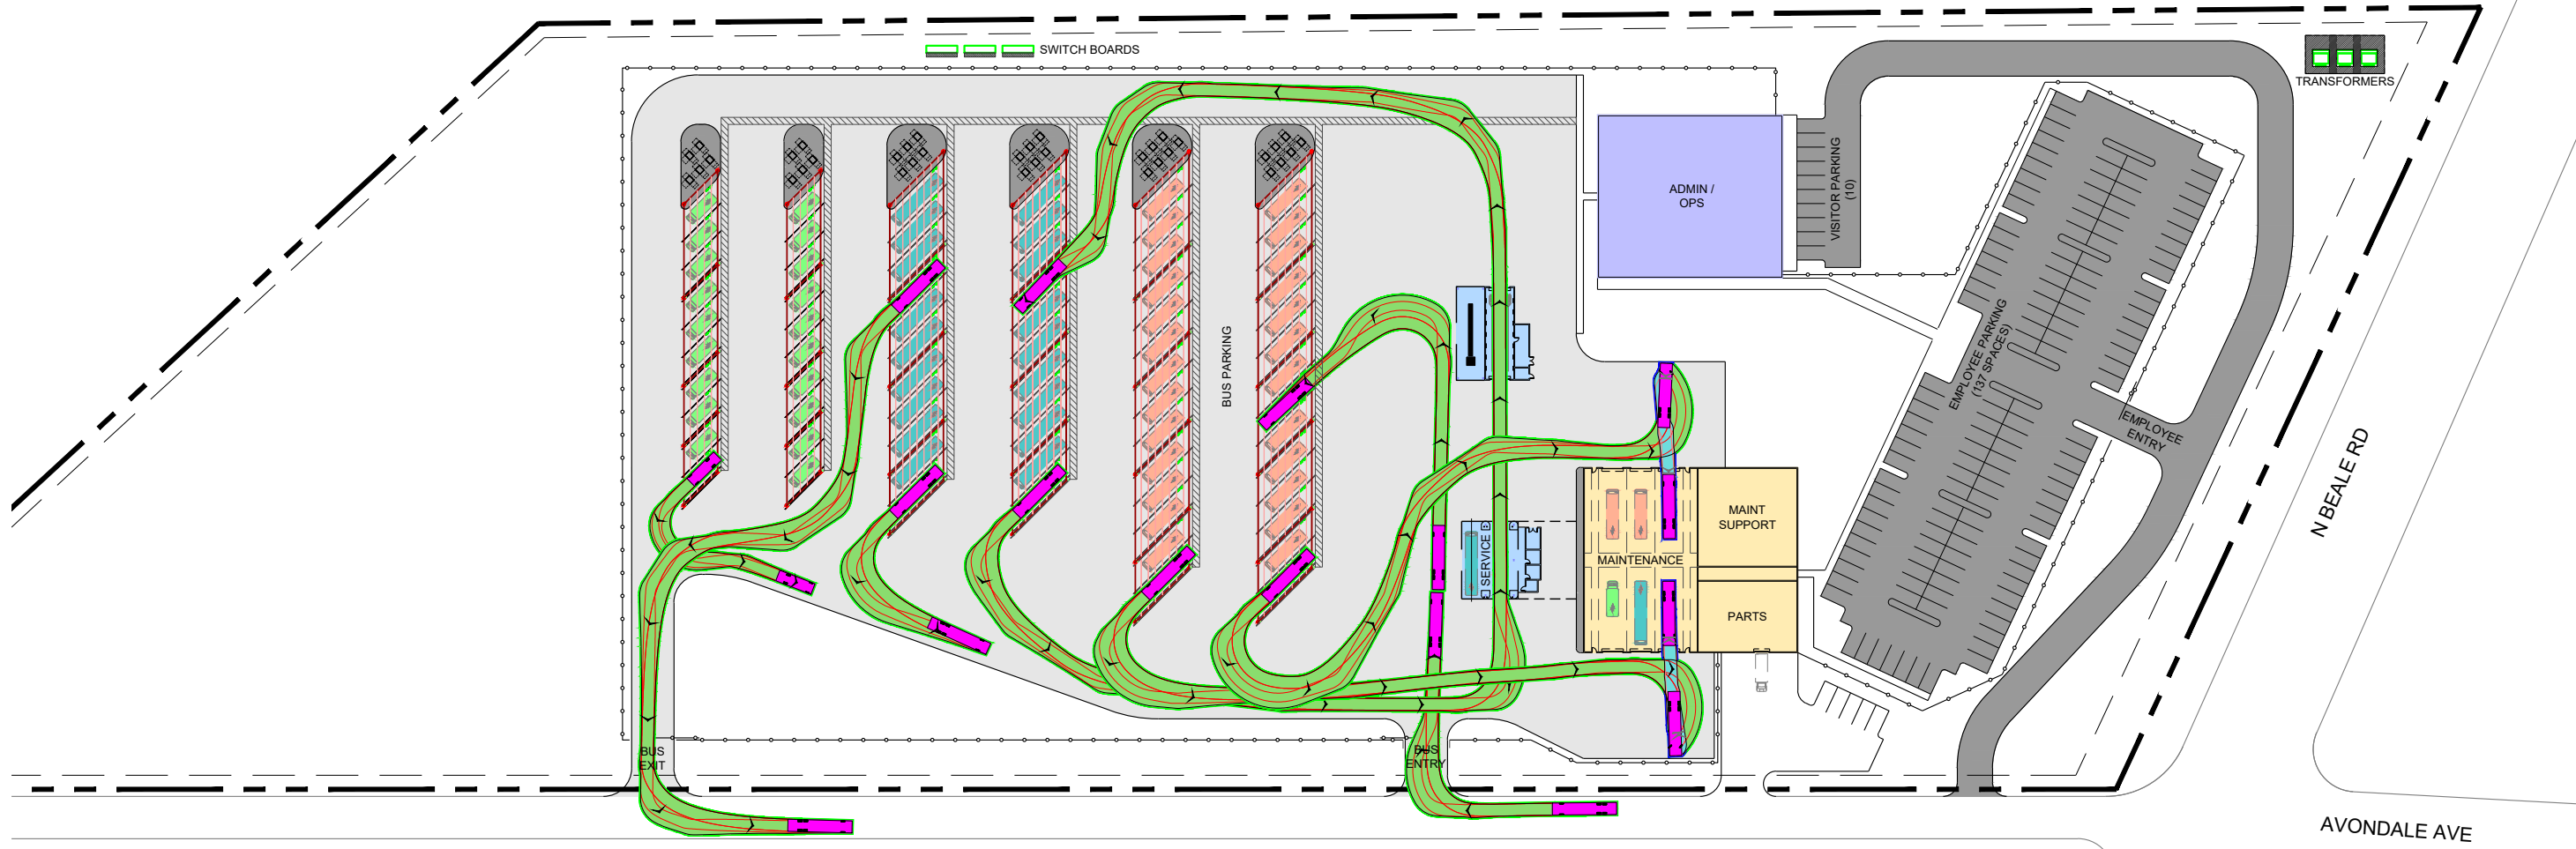 SWITCH BOARDS
TRANSFORMERS
ADMIN /
OPS
VISITOR PARKING
(10)
BUS PARKING
EMPLOYEE PARKING
(137 SPACES)
EMPLOYEE
ENTRY
N BEALE RD
MAINT
SUPPORT
SERVICE
MAINTENANCE
PARTS
BUS
EXIT
BUS
ENTRY
AVONDALE AVE